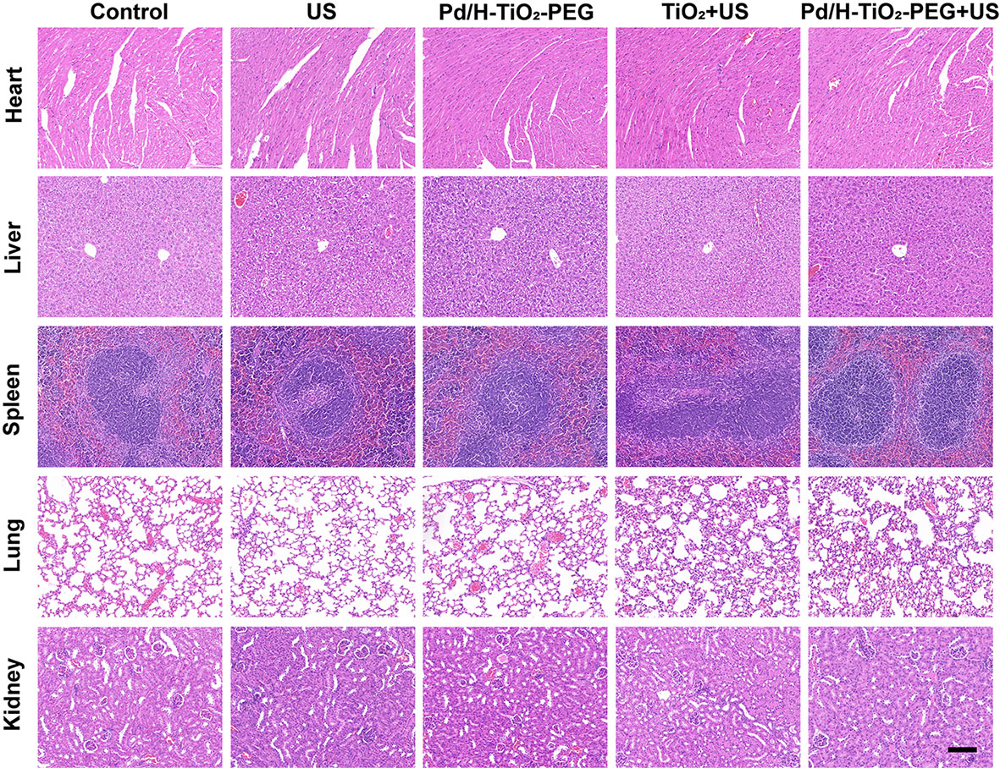 Control US Pd/H-TiO₂-PEG TiO₂+US Pd/H-TiO₂-PEG+US
Heart
Liver
Spleen
Lung
Kidney